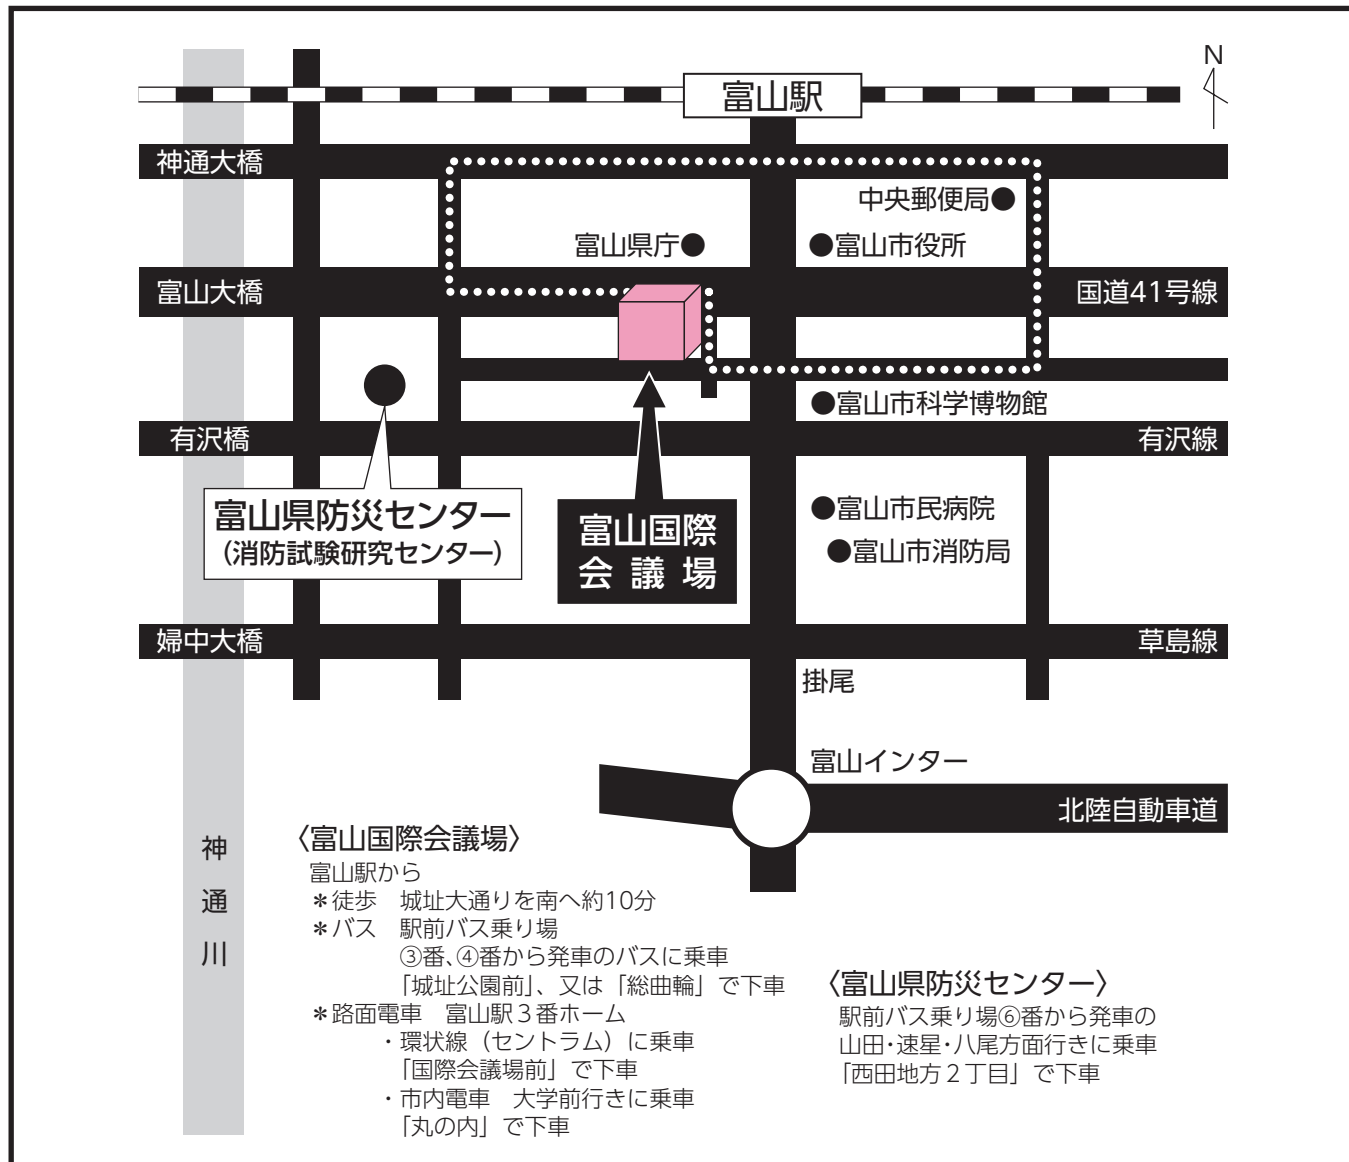 N
富山駅
神通大橋
中央郵便局●
富山県庁●
●富山市役所
富山大橋
国道41号線
●富山市科学博物館
有沢橋
有沢線
富山県防災センター
（消防試験研究センター）
富山国際
会議場
●富山市民病院
●富山市消防局
婦中大橋
草島線
掛尾
富山インター
北陸自動車道
神通川
〈富山国際会議場〉
富山駅から
＊徒歩　城址大通りを南へ約10分
＊バス　駅前バス乗り場
③番、④番から発車のバスに乗車
「城址公園前」、又は「総曲輪」で下車
＊路面電車　富山駅３番ホーム
・環状線（セントラム）に乗車
「国際会議場前」で下車
・市内電車　大学前行きに乗車
「丸の内」で下車
〈富山県防災センター〉
駅前バス乗り場⑥番から発車の
山田・速星・八尾方面行きに乗車
「西田地方２丁目」で下車